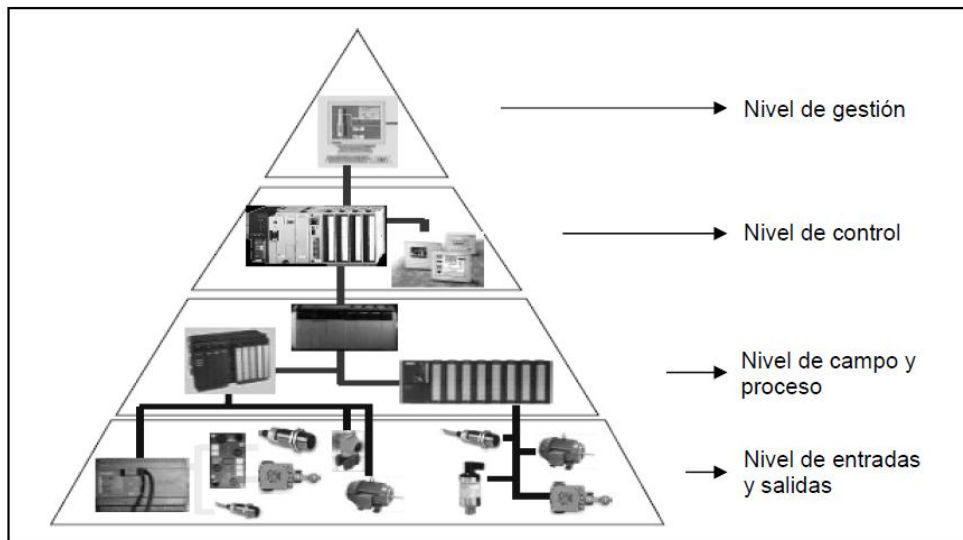 Nivel de gestión
Nivel de control
Nivel de campo y
proceso
Nivel de entradas
y salidas